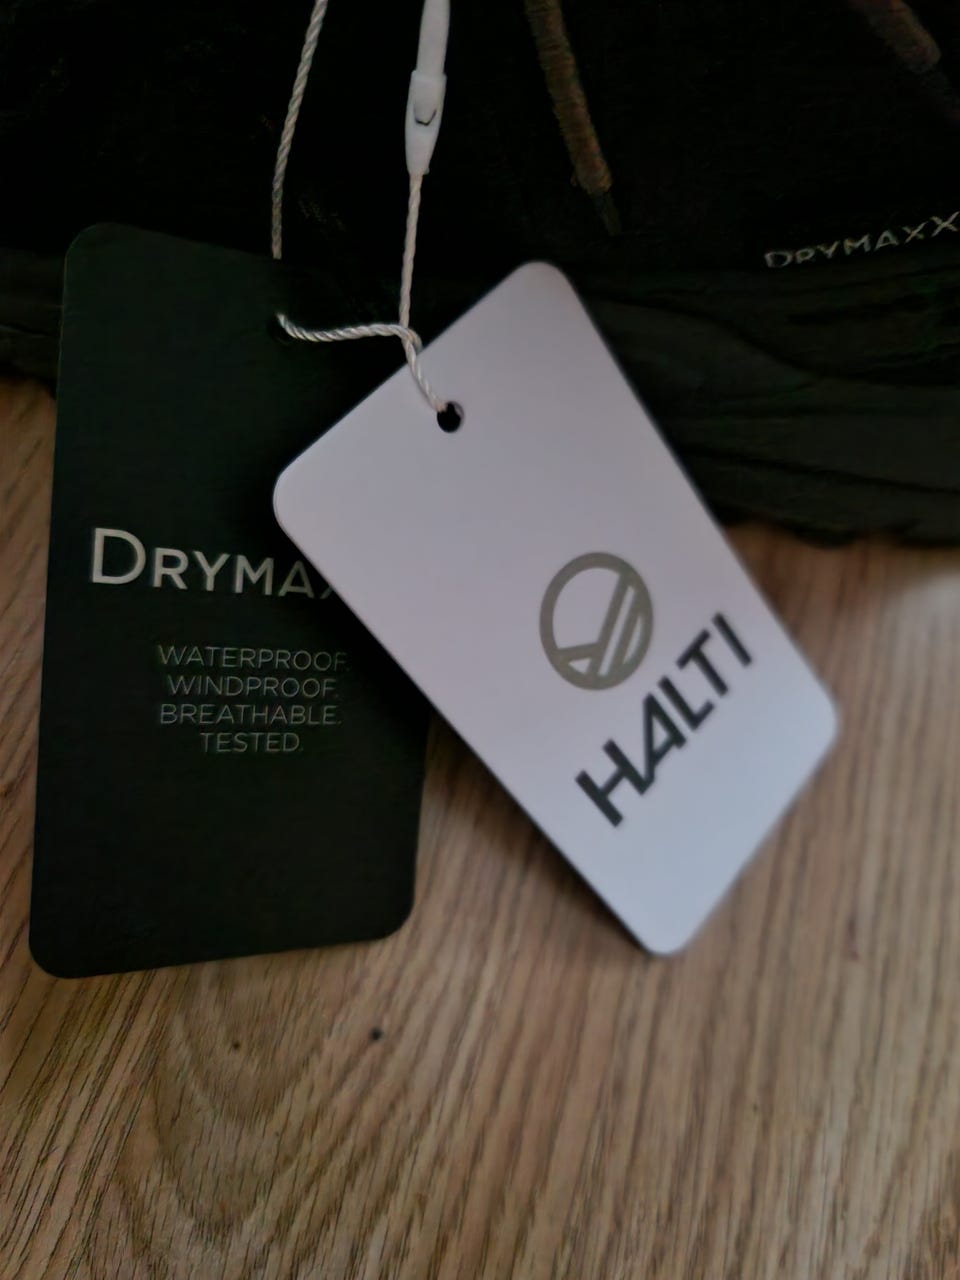 DRYMAXX
DRYMAX
WATERPROOF.
WINDPROOF.
BREATHABLE.
TESTED.
HALTI